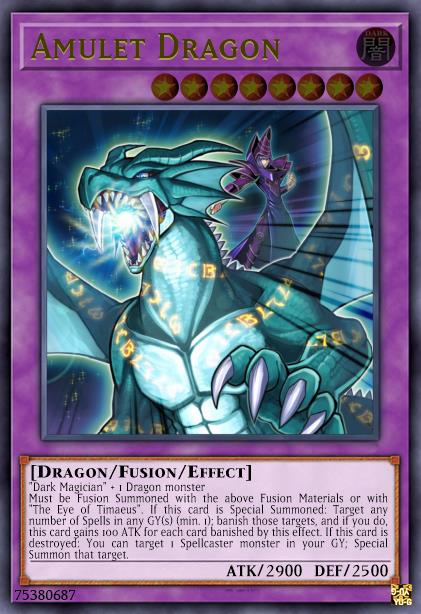 AMULET DRAGON
DARK
闇
[DRAGON/FUSION/EFFECT]
"Dark Magician" + 1 Dragon monster
Must be Fusion Summoned with the above Fusion Materials or with
"The Eye of Timaeus". If this card is Special Summoned: Target any
number of Spells in any GY(s) (min. 1); banish those targets, and if you do,
this card gains 100 ATK for each card banished by this effect. If this card is
destroyed: You can target 1 Spellcaster monster in your GY; Special
Summon that target.
ATK/2900 DEF/2500
75380687